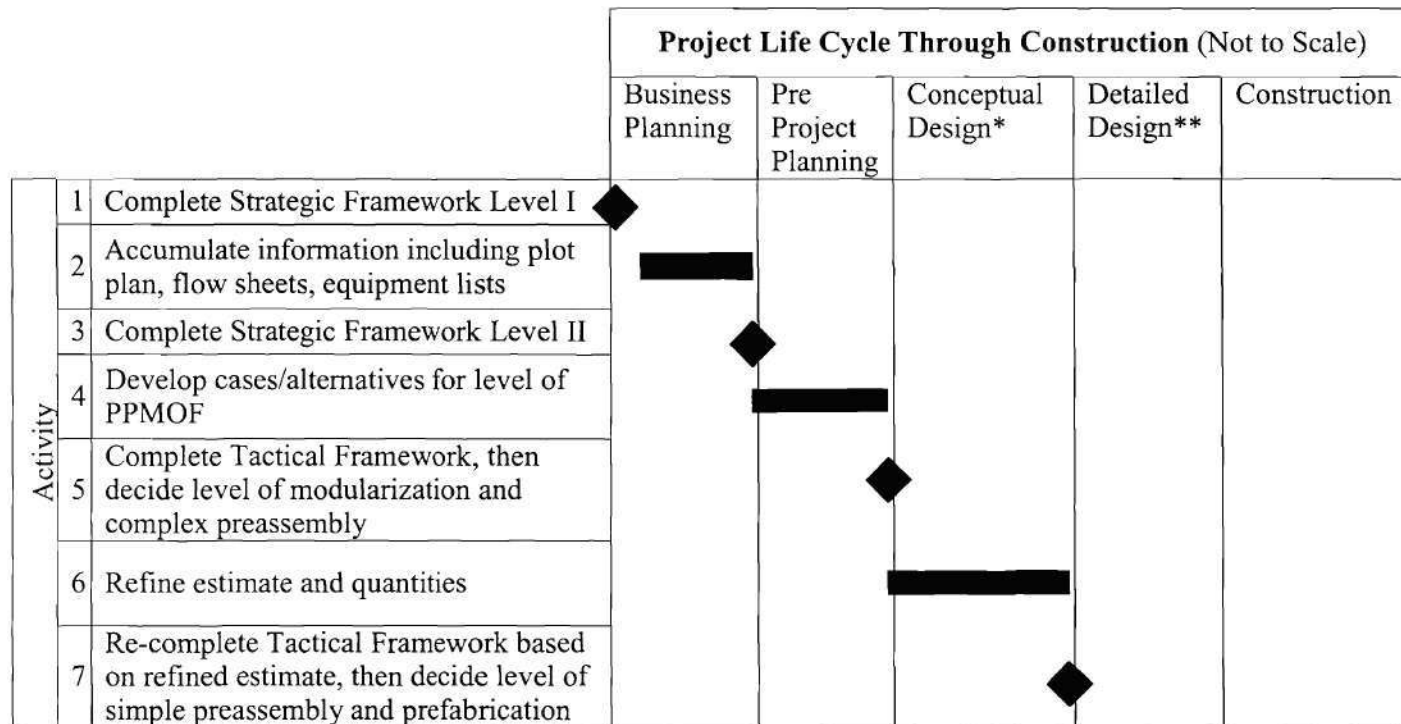 Project Life Cycle Through Construction (Not to Scale)
Business Planning
Pre Project Planning
Conceptual Design*
Detailed Design**
Construction
Activity
1 Complete Strategic Framework Level I
2 Accumulate information including plot
plan, flow sheets, equipment lists
3 Complete Strategic Framework Level II
4 Develop cases/alternatives for level of
PPMOF
5 Complete Tactical Framework, then
decide level of modularization and
complex preassembly
6 Refine estimate and quantities
7 Re-complete Tactical Framework based
on refined estimate, then decide level of
simple preassembly and prefabrication